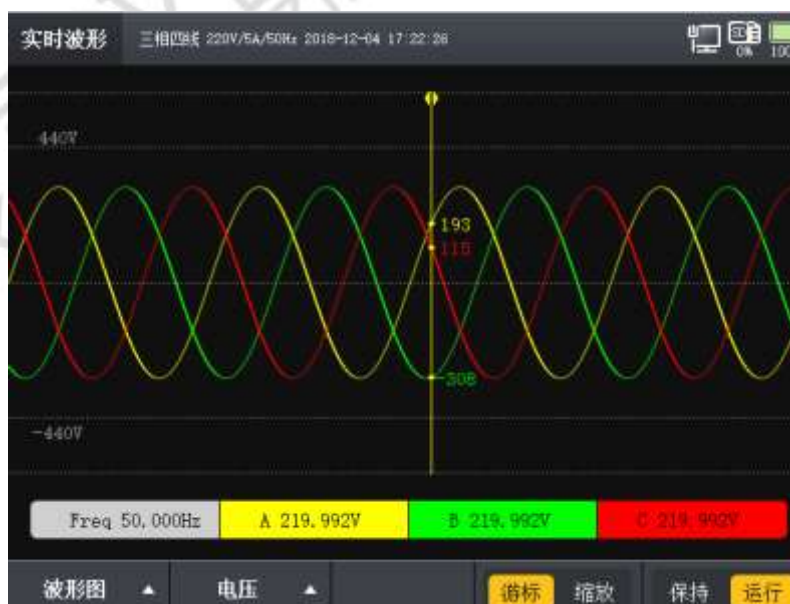 实时波形 三相四线 220V/5A/50Hz 2018-12-04 17:22:26
SD
0% 100
440V
193
115
-308
-440V
Freq 50.000Hz A 219.992V B 219.992V C 219.992V
波形图 电压 游标 缩放 保持 运行